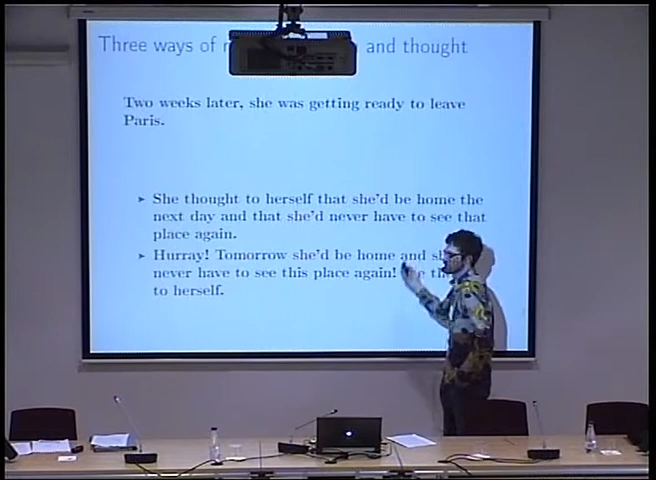 Three ways of and thought
Two weeks later, she was getting ready to leave
Paris.
She thought to herself that she'd be home the
next day and that she'd never have to see that
place again.
Hurray! Tomorrow she'd be home and
never have to see this place again!
to herself.